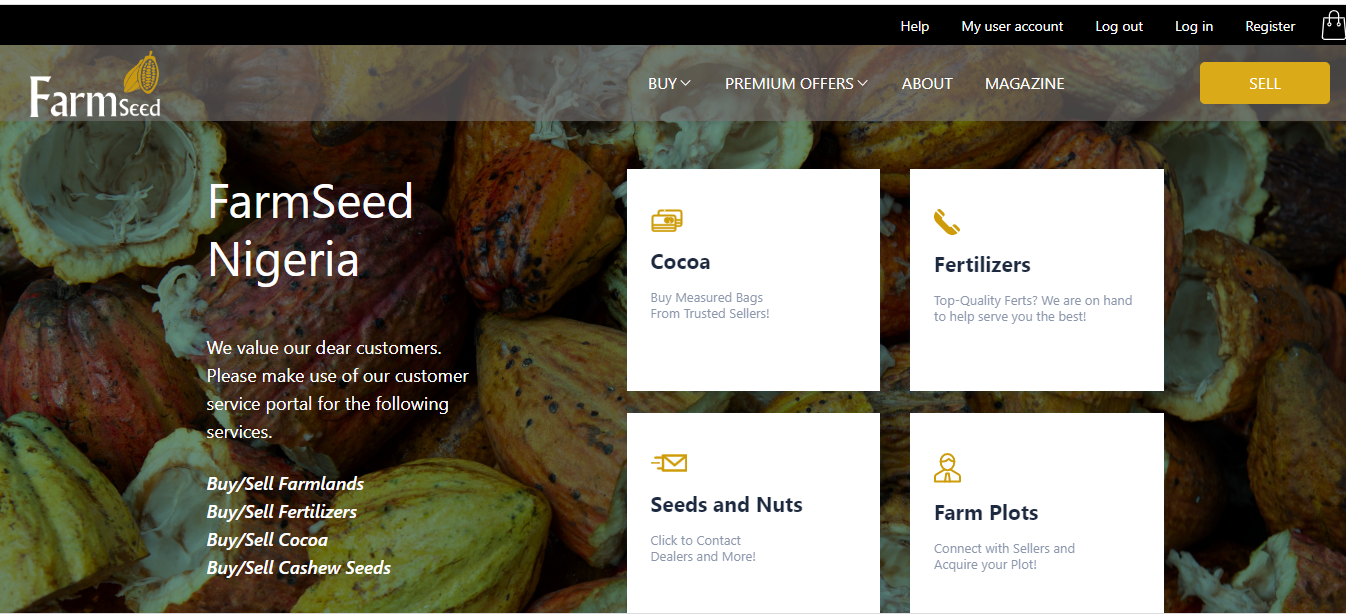 Help My user account Log out Log in Register
FarmSeed
BUY PREMIUM OFFERS ABOUT MAGAZINE SELL
FarmSeed
Nigeria
We value our dear customers.
Please make use of our customer
service portal for the following
services.
Buy/Sell Farmlands
Buy/Sell Fertilizers
Buy/Sell Cocoa
Buy/Sell Cashew Seeds
Cocoa
Buy Measured Bags
From Trusted Sellers!
Fertilizers
Top-Quality Ferts? We are on hand
to help serve you the best!
Seeds and Nuts
Click to Contact
Dealers and More!
Farm Plots
Connect with Sellers and
Acquire your Plot!